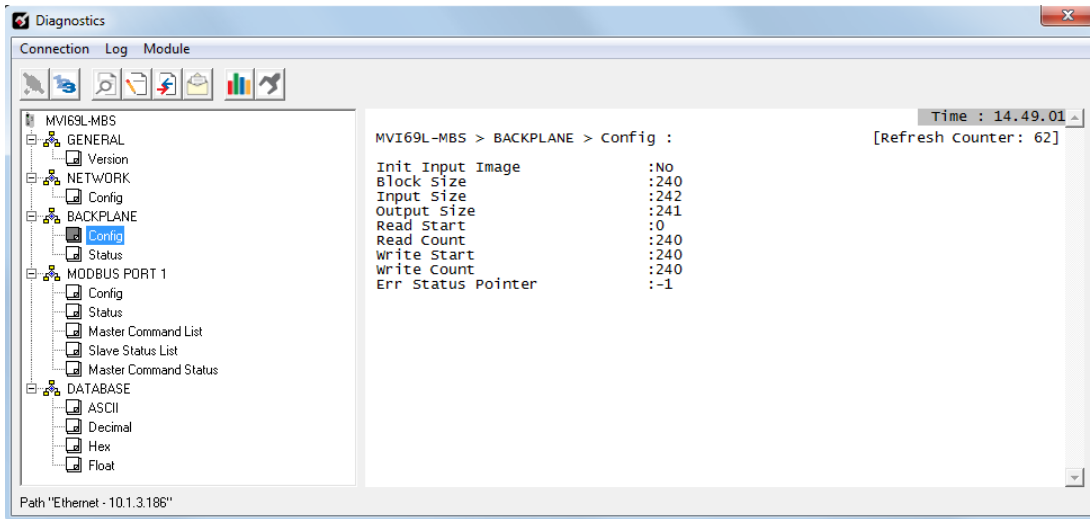 Diagnostics
Connection Log Module
MVI69L-MBS
GENERAL
Version
NETWORK
Config
BACKPLANE
Config
Status
MODBUS PORT 1
Config
Status
Master Command List
Slave Status List
Master Command Status
DATABASE
ASCII
Decimal
Hex
Float
Time : 14.49.01
MVI69L-MBS > BACKPLANE > Config : [Refresh Counter: 62]
Init Input Image :No
Block Size :240
Input Size :242
Output Size :241
Read Start :0
Read Count :240
Write Start :240
Write Count :240
Err Status Pointer :-1
Path "Ethernet - 10.1.3.186"